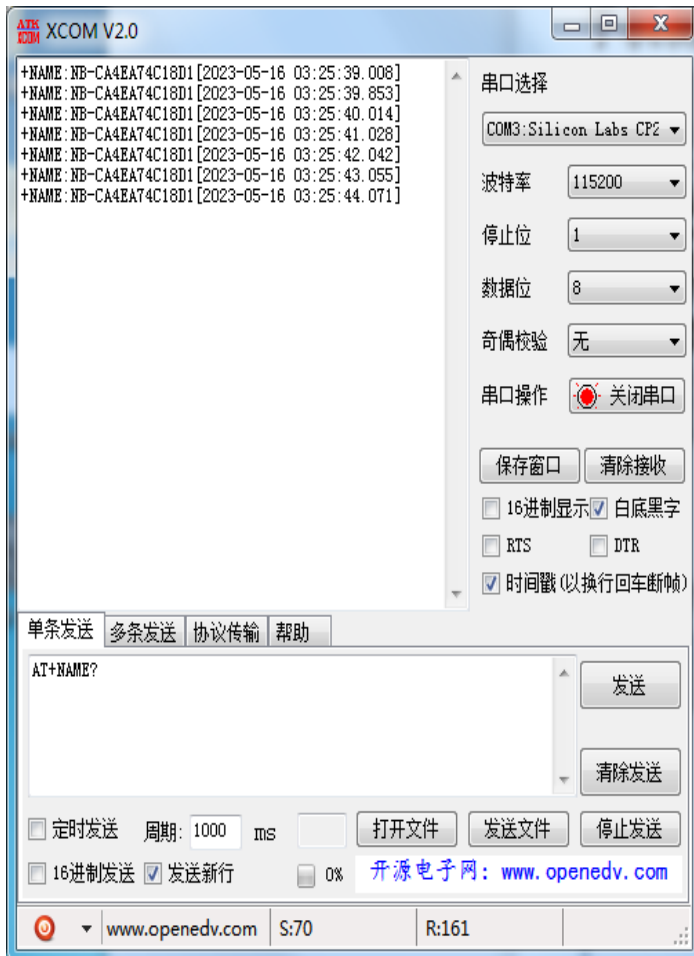 ATK XCOM XCOM V2.0
+NAME:NB-CA4EA74C18D1[2023-05-16 03:25:39.008]
+NAME:NB-CA4EA74C18D1[2023-05-16 03:25:39.853]
+NAME:NB-CA4EA74C18D1[2023-05-16 03:25:40.014]
+NAME:NB-CA4EA74C18D1[2023-05-16 03:25:41.028]
+NAME:NB-CA4EA74C18D1[2023-05-16 03:25:42.042]
+NAME:NB-CA4EA74C18D1[2023-05-16 03:25:43.055]
+NAME:NB-CA4EA74C18D1[2023-05-16 03:25:44.071]
串口选择
COM3:Silicon Labs CP2
波特率 115200
停止位 1
数据位 8
奇偶校验 无
串口操作 关闭串口
保存窗口 清除接收
16进制显示 白底黑字
RTS DTR
时间戳(以换行回车断帧)
单条发送 多条发送 协议传输 帮助
AT+NAME?
发送
清除发送
定时发送 周期: 1000 ms 打开文件 发送文件 停止发送
16进制发送 发送新行 0% 开源电子网: www.openedv.com
www.openedv.com S:70 R:161